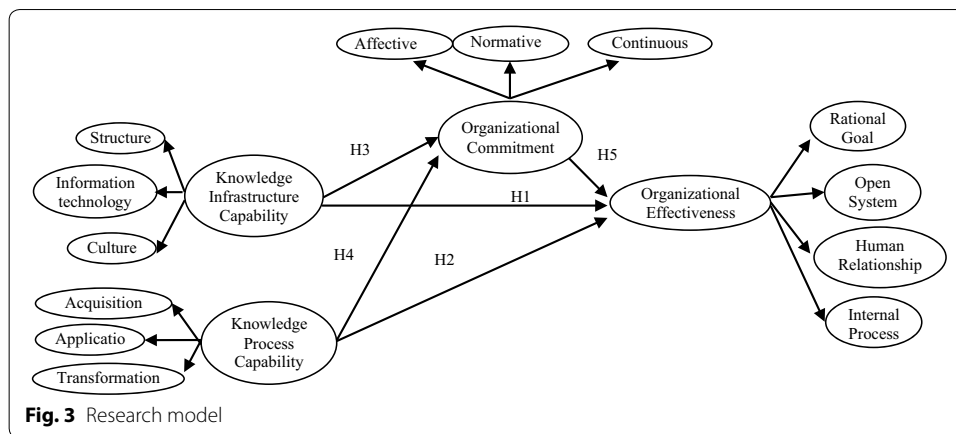 Affective
Normative
Continuous
Structure
Information
technology
Culture
Knowledge
Infrastructure
Capability
H3
Organizational
Commitment
H5
H1
Organizational
Effectiveness
Rational
Goal
Open
System
Human
Relationship
Internal
Process
H4
H2
Acquisition
Applicatio
Transformation
Knowledge
Process
Capability
Fig. 3 Research model